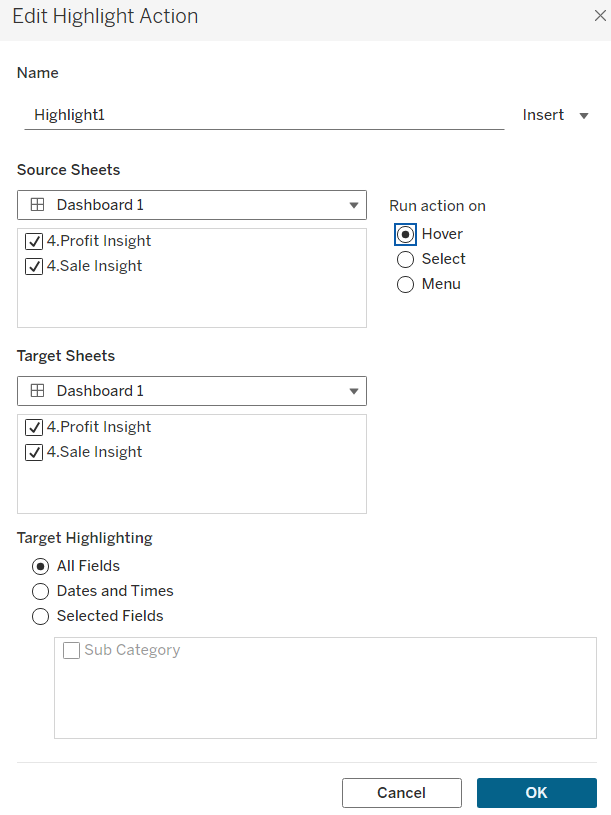 Edit Highlight Action
Name
Highlight1
Insert
Source Sheets
Dashboard 1
4.Profit Insight
4.Sale Insight
Run action on
Hover
Select
Menu
Target Sheets
Dashboard 1
4.Profit Insight
4.Sale Insight
Target Highlighting
All Fields
Dates and Times
Selected Fields
Sub Category
Cancel
OK